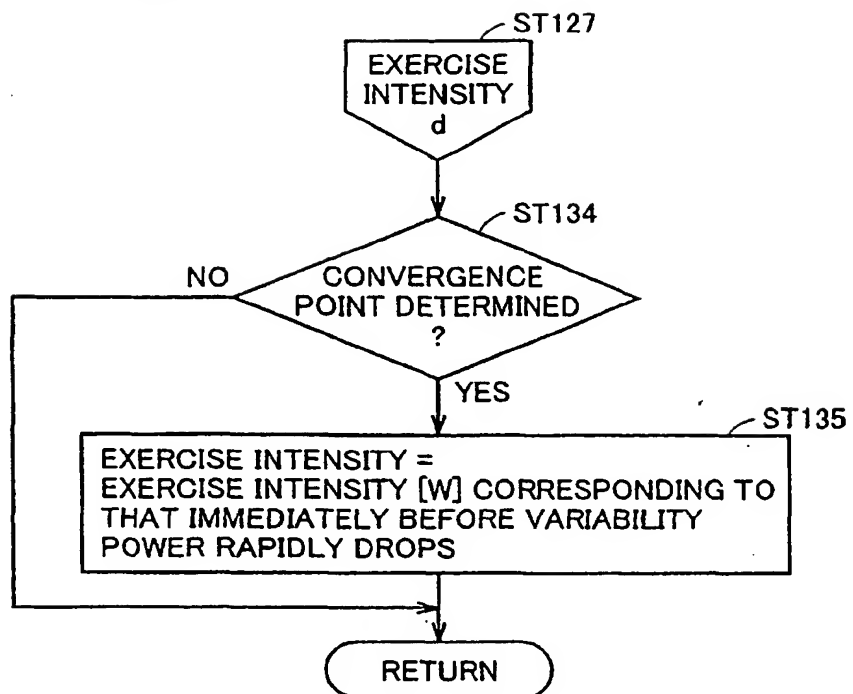 ST127
EXERCISE
INTENSITY
d
ST134
NO
CONVERGENCE
POINT DETERMINED
?
YES
ST135
EXERCISE INTENSITY =
EXERCISE INTENSITY [W] CORRESPONDING TO
THAT IMMEDIATELY BEFORE VARIABILITY
POWER RAPIDLY DROPS
RETURN